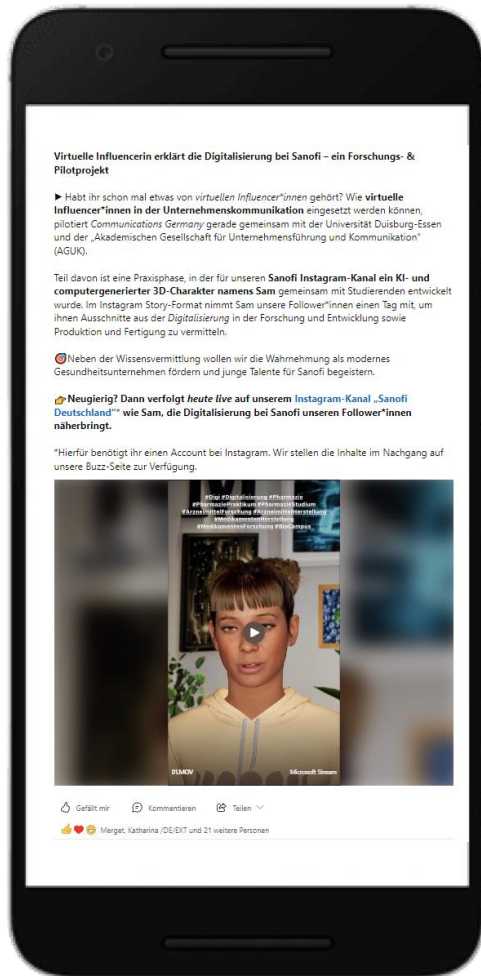 Virtuelle Influencerin erklärt die Digitalisierung bei Sanofi – ein Forschungs- &
Pilotprojekt
► Habt ihr schon mal etwas von virtuellen Influencer*innen gehört? Wie virtuelle
Influencer*innen in der Unternehmenskommunikation eingesetzt werden können,
pilotiert Communications Germany gerade gemeinsam mit der Universität Duisburg-Essen
und der „Akademischen Gesellschaft für Unternehmensführung und Kommunikation“
(AGUK).
Teil davon ist eine Praxisphase, in der für unseren Sanofi Instagram-Kanal ein KI- und
computergenerierter 3D-Charakter namens Sam gemeinsam mit Studierenden entwickelt
wurde. Im Instagram Story-Format nimmt Sam unsere Follower*innen einen Tag mit, um
ihnen Ausschnitte aus der Digitalisierung in der Forschung und Entwicklung sowie
Produktion und Fertigung zu vermitteln.
🎯Neben der Wissensvermittlung wollen wir die Wahrnehmung als modernes
Gesundheitsunternehmen fördern und junge Talente für Sanofi begeistern.
👉Neugierig? Dann verfolgt heute live auf unserem Instagram-Kanal „Sanofi
Deutschland“* wie Sam, die Digitalisierung bei Sanofi unseren Follower*innen
näherbringt.
*Hierfür benötigt ihr einen Account bei Instagram. Wir stellen die Inhalte im Nachgang auf
unsere Buzz-Seite zur Verfügung.
#Digi #Digitalisierung #Pharmazie
#PharmaziePraktikum #PharmazieStudium
#ArzneimittelForschung #ArzneimittelHerstellung
#MedikamentenHerstellung
#MedikamentenForschung #BioCampus
01.MOV
Microsoft Stream
Gefällt mir Kommentieren Teilen
Merget, Katharina /DE/EXT und 21 weitere Personen